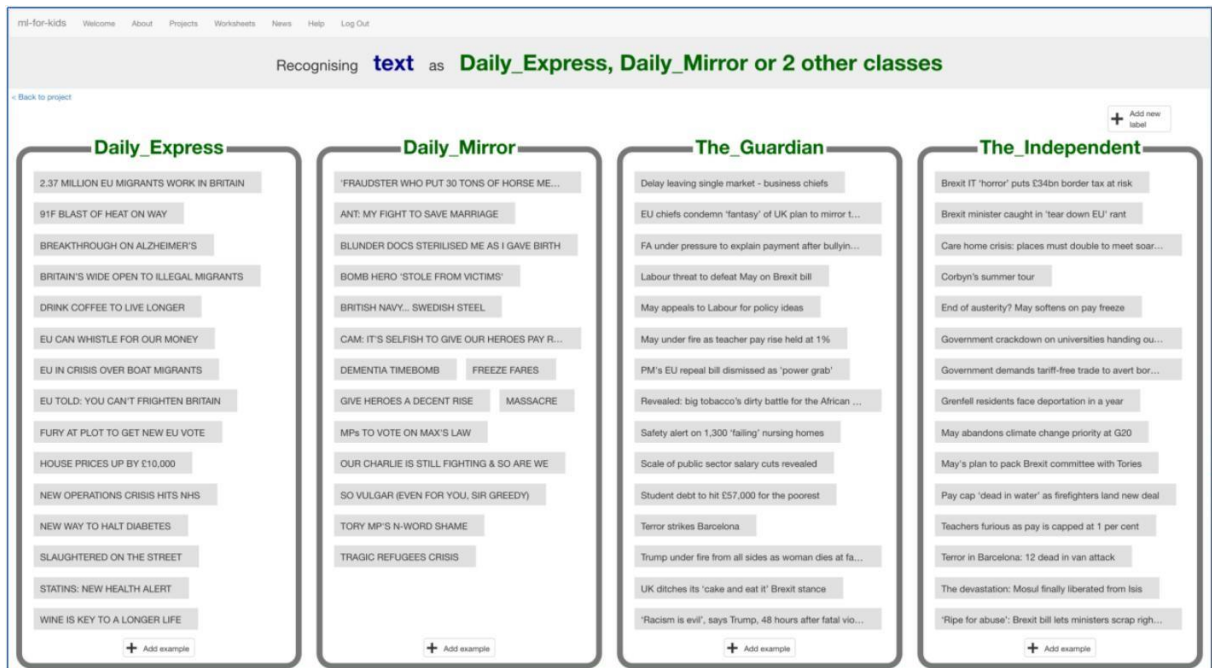 ml-for-kids Welcome About Projects Worksheets News Help Log Out
Recognising text as Daily_Express, Daily_Mirror or 2 other classes
< Back to project
+ Add new label
Daily_Express
2.37 MILLION EU MIGRANTS WORK IN BRITAIN
91F BLAST OF HEAT ON WAY
BREAKTHROUGH ON ALZHEIMER'S
BRITAIN'S WIDE OPEN TO ILLEGAL MIGRANTS
DRINK COFFEE TO LIVE LONGER
EU CAN WHISTLE FOR OUR MONEY
EU IN CRISIS OVER BOAT MIGRANTS
EU TOLD: YOU CAN'T FRIGHTEN BRITAIN
FURY AT PLOT TO GET NEW EU VOTE
HOUSE PRICES UP BY £10,000
NEW OPERATIONS CRISIS HITS NHS
NEW WAY TO HALT DIABETES
SLAUGHTERED ON THE STREET
STATINS: NEW HEALTH ALERT
WINE IS KEY TO A LONGER LIFE
+ Add example
Daily_Mirror
'FRAUDSTER WHO PUT 30 TONS OF HORSE ME...
ANT: MY FIGHT TO SAVE MARRIAGE
BLUNDER DOCS STERILISED ME AS I GAVE BIRTH
BOMB HERO 'STOLE FROM VICTIMS'
BRITISH NAVY... SWEDISH STEEL
CAM: IT'S SELFISH TO GIVE OUR HEROES PAY R...
DEMENTIA TIMEBOMB FREEZE FARES
GIVE HEROES A DECENT RISE MASSACRE
MPs TO VOTE ON MAX'S LAW
OUR CHARLIE IS STILL FIGHTING & SO ARE WE
SO VULGAR (EVEN FOR YOU, SIR GREEDY)
TORY MP'S N-WORD SHAME
TRAGIC REFUGEES CRISIS
+ Add example
The_Guardian
Delay leaving single market - business chiefs
EU chiefs condemn 'fantasy' of UK plan to mirror t...
FA under pressure to explain payment after bullyin...
Labour threat to defeat May on Brexit bill
May appeals to Labour for policy ideas
May under fire as teacher pay rise held at 1%
PM's EU repeal bill dismissed as 'power grab'
Revealed: big tobacco's dirty battle for the African ...
Safety alert on 1,300 'failing' nursing homes
Scale of public sector salary cuts revealed
Student debt to hit £57,000 for the poorest
Terror strikes Barcelona
Trump under fire from all sides as woman dies at fa...
UK ditches its 'cake and eat it' Brexit stance
'Racism is evil', says Trump, 48 hours after fatal vio...
+ Add example
The_Independent
Brexit IT 'horror' puts £34bn border tax at risk
Brexit minister caught in 'tear down EU' rant
Care home crisis: places must double to meet soar...
Corbyn's summer tour
End of austerity? May softens on pay freeze
Government crackdown on universities handing ou...
Government demands tariff-free trade to avert bor...
Grenfell residents face deportation in a year
May abandons climate change priority at G20
May's plan to pack Brexit committee with Tories
Pay cap 'dead in water' as firefighters land new deal
Teachers furious as pay is capped at 1 per cent
Terror in Barcelona: 12 dead in van attack
The devastation: Mosul finally liberated from Isis
'Ripe for abuse': Brexit bill lets ministers scrap righ...
+ Add example